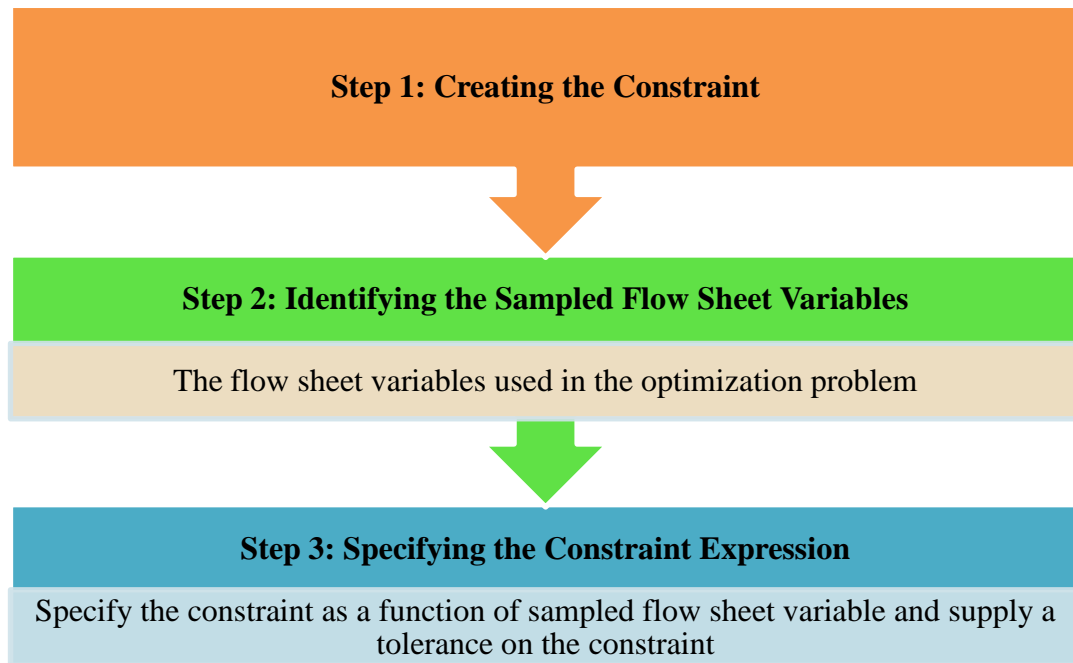 Step 1: Creating the Constraint
Step 2: Identifying the Sampled Flow Sheet Variables
The flow sheet variables used in the optimization problem
Step 3: Specifying the Constraint Expression
Specify the constraint as a function of sampled flow sheet variable and supply a
tolerance on the constraint